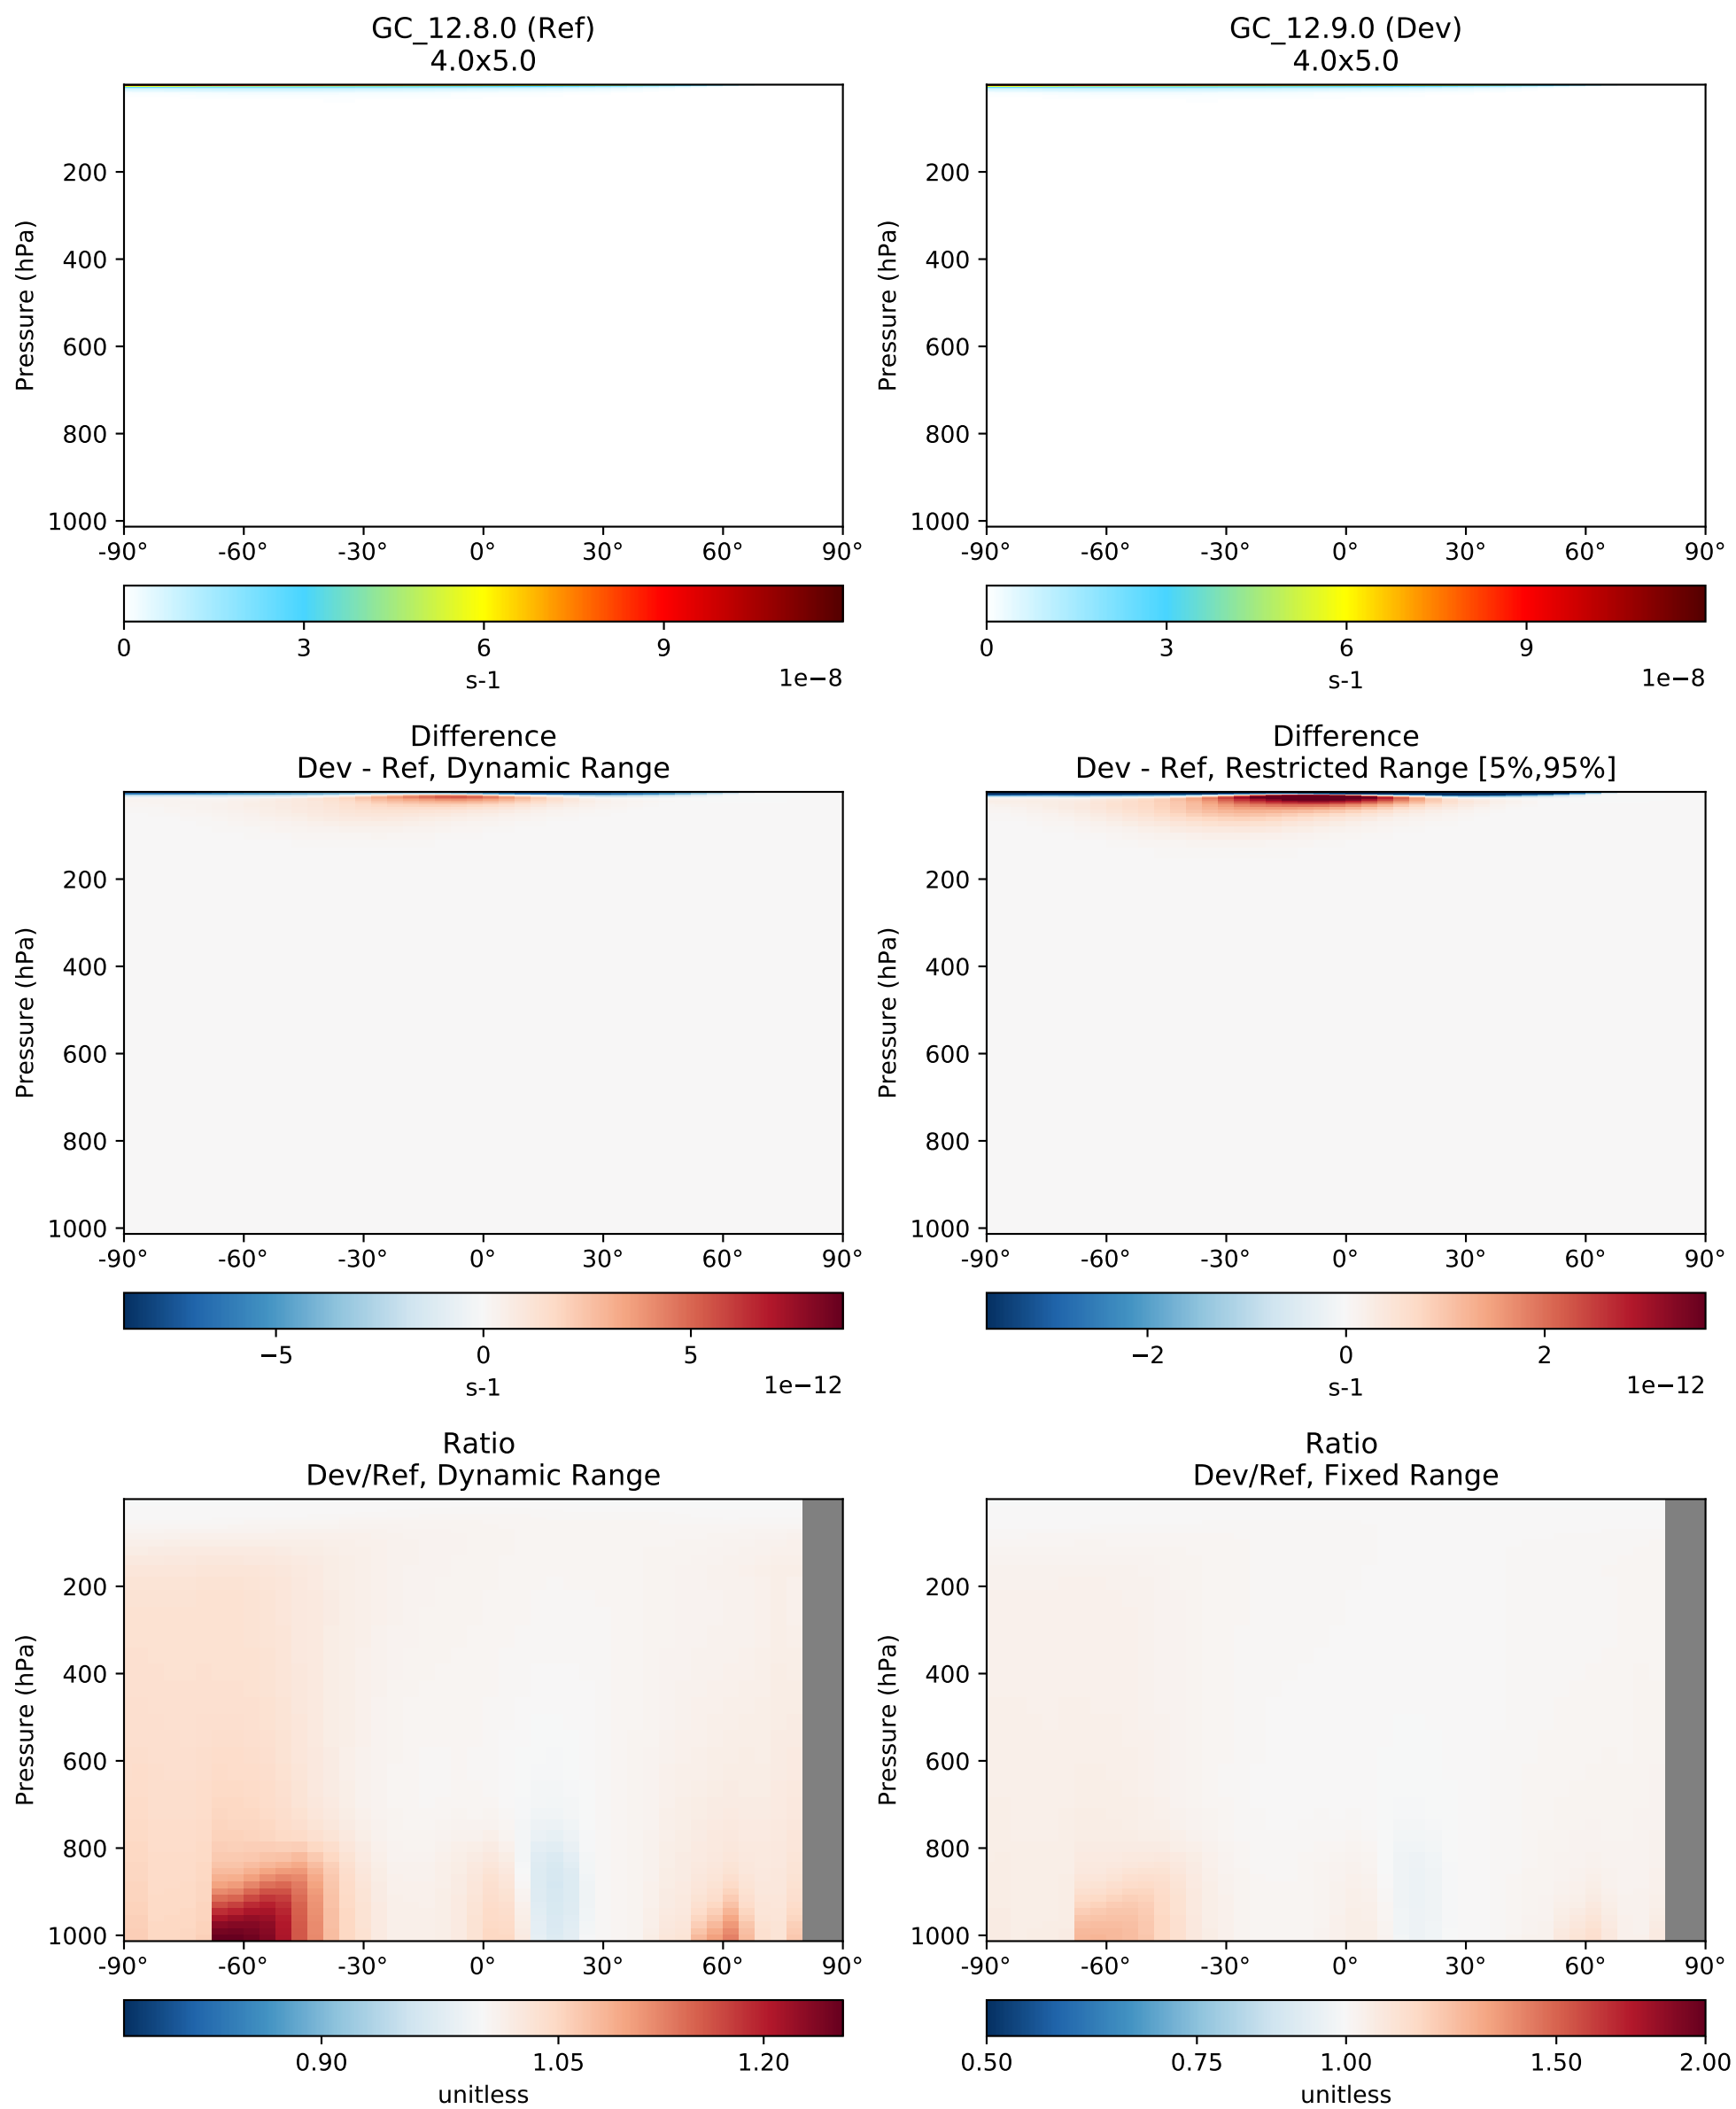 GC_12.8.0 (Ref)
4.0x5.0
Pressure (hPa)
200
400
600
800
1000
-90° -60° -30° 0° 30° 60° 90°
0 3 6 9
s-1 1e−8
GC_12.9.0 (Dev)
4.0x5.0
Pressure (hPa)
200
400
600
800
1000
-90° -60° -30° 0° 30° 60° 90°
0 3 6 9
s-1 1e−8
Difference
Dev - Ref, Dynamic Range
Pressure (hPa)
200
400
600
800
1000
-90° -60° -30° 0° 30° 60° 90°
−5 0 5
s-1 1e−12
Difference
Dev - Ref, Restricted Range [5%,95%]
Pressure (hPa)
200
400
600
800
1000
-90° -60° -30° 0° 30° 60° 90°
−2 0 2
s-1 1e−12
Ratio
Dev/Ref, Dynamic Range
Pressure (hPa)
200
400
600
800
1000
-90° -60° -30° 0° 30° 60° 90°
0.90 1.05 1.20
unitless
Ratio
Dev/Ref, Fixed Range
Pressure (hPa)
200
400
600
800
1000
-90° -60° -30° 0° 30° 60° 90°
0.50 0.75 1.00 1.50 2.00
unitless